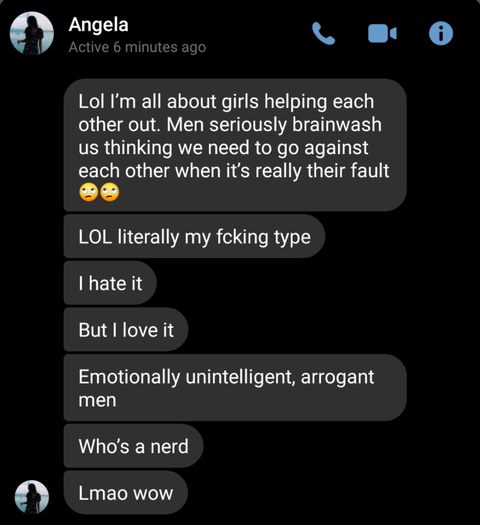 Angela
Active 6 minutes ago
Lol I’m all about girls helping each
other out. Men seriously brainwash
us thinking we need to go against
each other when it’s really their fault
🙄🙄
LOL literally my fcking type
I hate it
But I love it
Emotionally unintelligent, arrogant
men
Who’s a nerd
Lmao wow